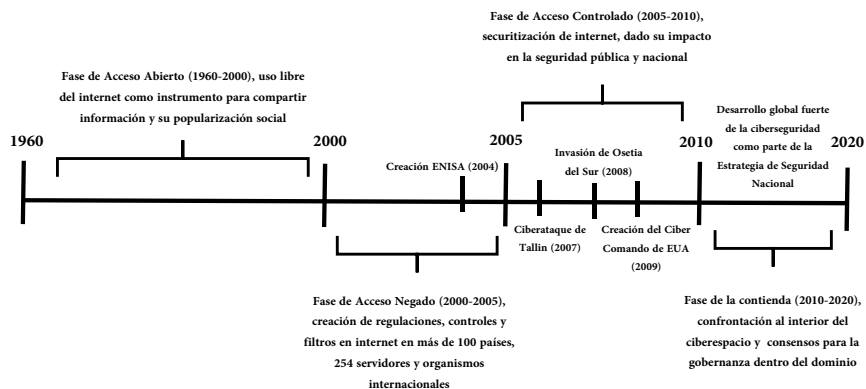 Fase de Acceso Controlado (2005-2010),
securitización de internet, dado su impacto
en la seguridad pública y nacional
Fase de Acceso Abierto (1960-2000), uso libre
del internet como instrumento para compartir
información y su popularización social
1960
2000
2005
2010
2020
Desarrollo global fuerte
de la ciberseguridad
como parte de la
Estrategia de Seguridad
Nacional
Creación ENISA (2004)
Invasión de Osetia
del Sur (2008)
Ciberataque de
Tallin (2007)
Creación del Ciber
Comando de EUA
(2009)
Fase de Acceso Negado (2000-2005),
creación de regulaciones, controles y
filtros en internet en más de 100 países,
254 servidores y organismos
internacionales
Fase de la contienda (2010-2020),
confrontación al interior del
ciberespacio y consensos para la
gobernanza dentro del dominio